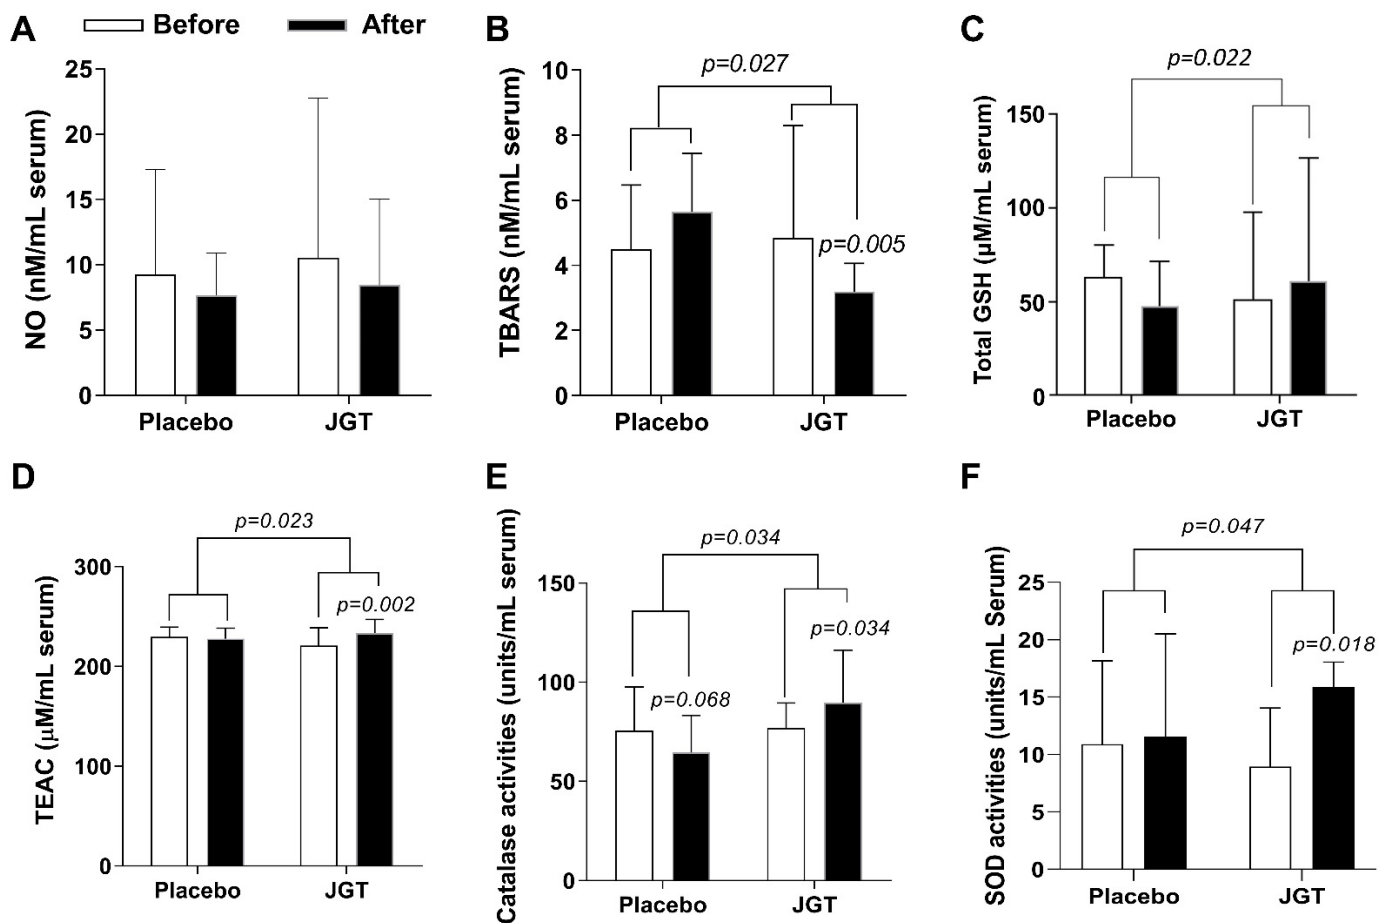 A
Before
After
NO (nM/mL serum)
25
20
15
10
5
0
Placebo
JGT
B
p=0.027
TBARS (nM/mL serum)
10
8
6
4
2
0
p=0.005
Placebo
JGT
C
p=0.022
Total GSH (μM/mL serum)
150
100
50
0
Placebo
JGT
D
p=0.023
TEAC (μM/mL serum)
300
200
100
0
p=0.002
Placebo
JGT
E
p=0.034
Catalase activities (units/mL serum)
150
100
50
0
p=0.068
p=0.034
Placebo
JGT
F
p=0.047
SOD activities (units/mL Serum)
25
20
15
10
5
0
p=0.018
Placebo
JGT